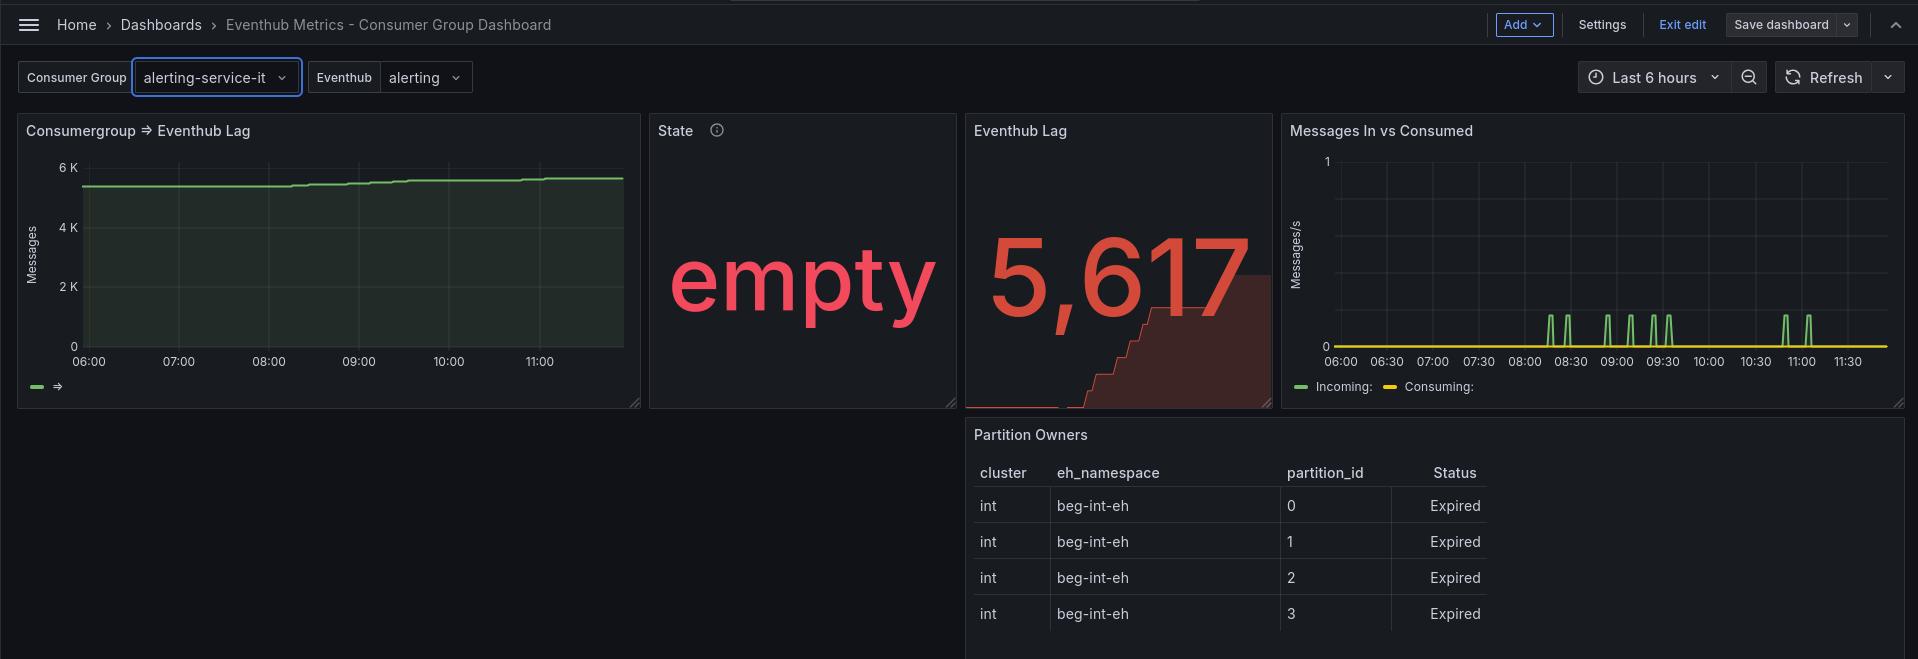 Home › Dashboards › Eventhub Metrics - Consumer Group Dashboard
Add
Settings
Exit edit
Save dashboard
Consumer Group
alerting-service-it
Eventhub
alerting
Last 6 hours
Refresh
Consumergroup ⇒ Eventhub Lag
Messages
6 K
4 K
2 K
0
06:00 07:00 08:00 09:00 10:00 11:00
⇒
State
empty
Eventhub Lag
5,617
Messages In vs Consumed
Messages/s
1
0
06:00 06:30 07:00 07:30 08:00 08:30 09:00 09:30 10:00 10:30 11:00 11:30
Incoming: Consuming:
Partition Owners
cluster eh_namespace partition_id Status
int beg-int-eh 0 Expired
int beg-int-eh 1 Expired
int beg-int-eh 2 Expired
int beg-int-eh 3 Expired